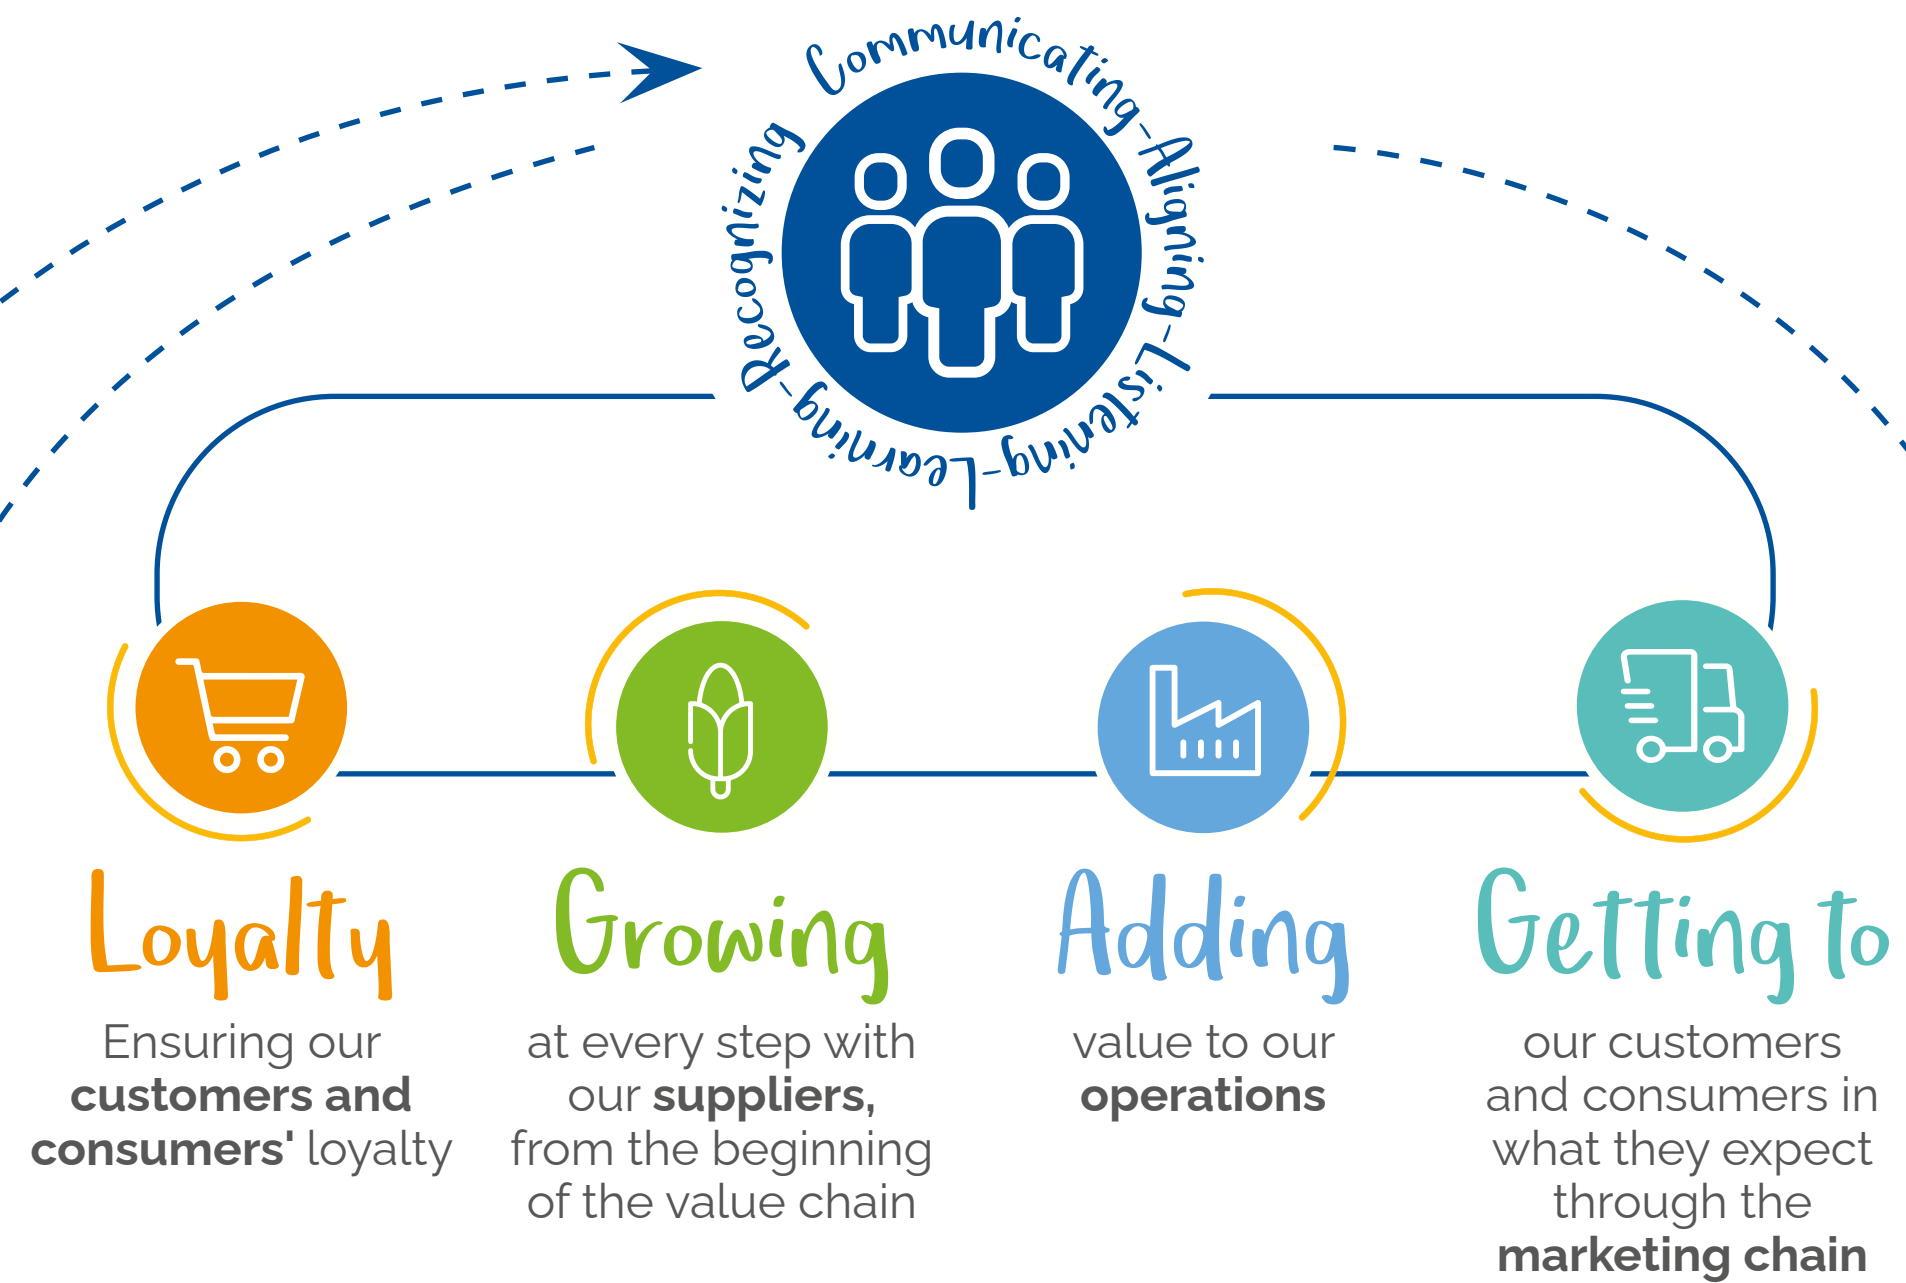 Communicating-Aligning-Listening-Learning-Recognizing
Loyalty
Ensuring our
customers and
consumers' loyalty
Growing
at every step with
our suppliers,
from the beginning
of the value chain
Adding
value to our
operations
Getting to
our customers
and consumers in
what they expect
through the
marketing chain